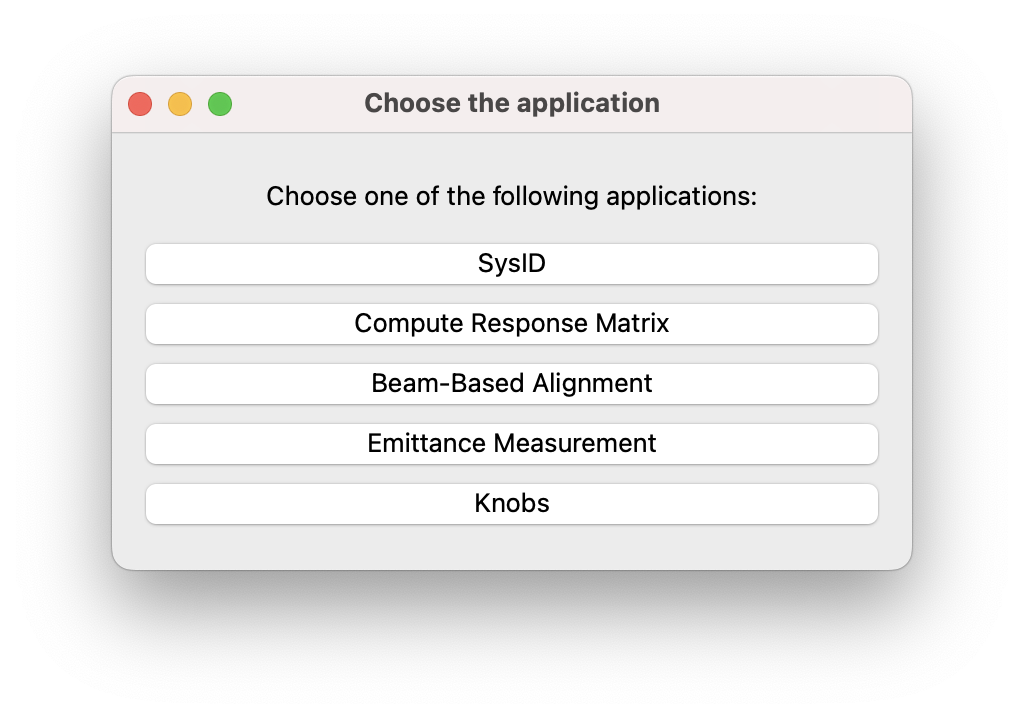 Choose the application
Choose one of the following applications:
SysID
Compute Response Matrix
Beam-Based Alignment
Emittance Measurement
Knobs